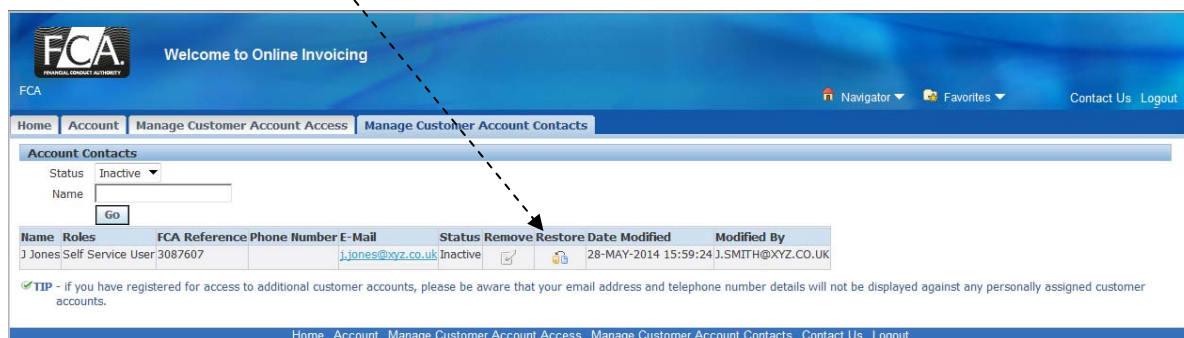 FCA.
FINANCIAL CONDUCT AUTHORITY
Welcome to Online Invoicing
FCA
Navigator Favorites Contact Us Logout
Home Account Manage Customer Account Access Manage Customer Account Contacts
Account Contacts
Status Inactive
Name
Go
Name Roles FCA Reference Phone Number E-Mail Status Remove Restore Date Modified Modified By
J Jones Self Service User 3087607 j.jones@xyz.co.uk Inactive 28-MAY-2014 15:59:24 J.SMITH@XYZ.CO.UK
TIP - if you have registered for access to additional customer accounts, please be aware that your email address and telephone number details will not be displayed against any personally assigned customer
accounts.
Home Account Manage Customer Account Access Manage Customer Account Contacts Contact Us Logout